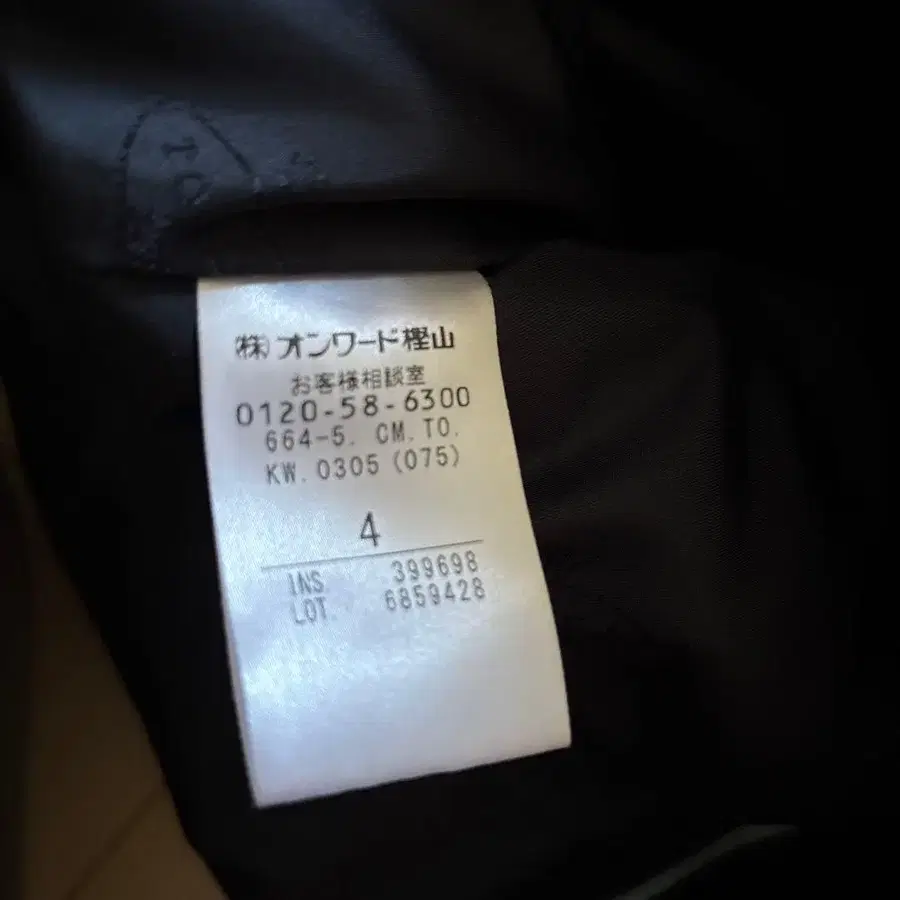 ㈱オンワード樫山
お客様相談室
0120-58-6300
664-5. CM. TO.
KW. 0305 (075)
4
INS. 399698
LOT. 6859428